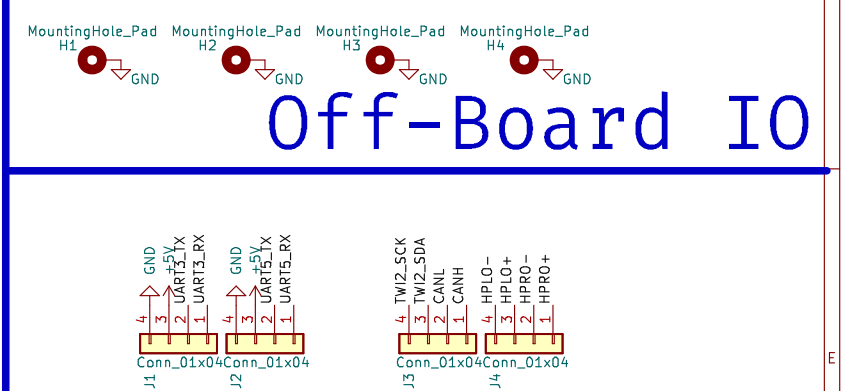 MountingHole_Pad MountingHole_Pad MountingHole_Pad MountingHole_Pad
H1 H2 H3 H4
GND GND GND GND
Off-Board IO
GND +5V UART3_TX UART3_RX GND +5V UART5_TX UART5_RX TWI2_SCK TWI2_SDA CANL CANH HPLO- HPLO+ HPRO- HPRO+
4 3 2 1 4 3 2 1 4 3 2 1 4 3 2 1
Conn_01x04 Conn_01x04 Conn_01x04 Conn_01x04
E
J1 J2 J3 J4